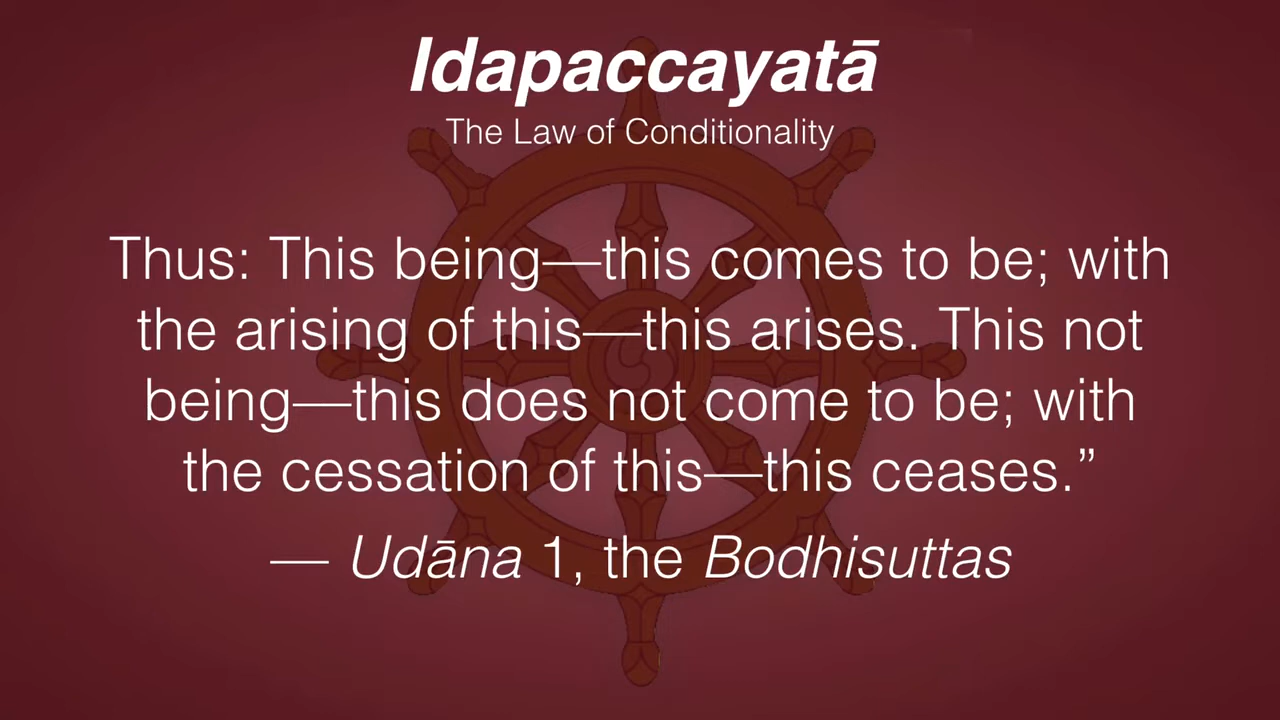 Idapaccayatā
The Law of Conditionality
Thus: This being—this comes to be; with
the arising of this—this arises. This not
being—this does not come to be; with
the cessation of this—this ceases.”
— Udāna 1, the Bodhisuttas